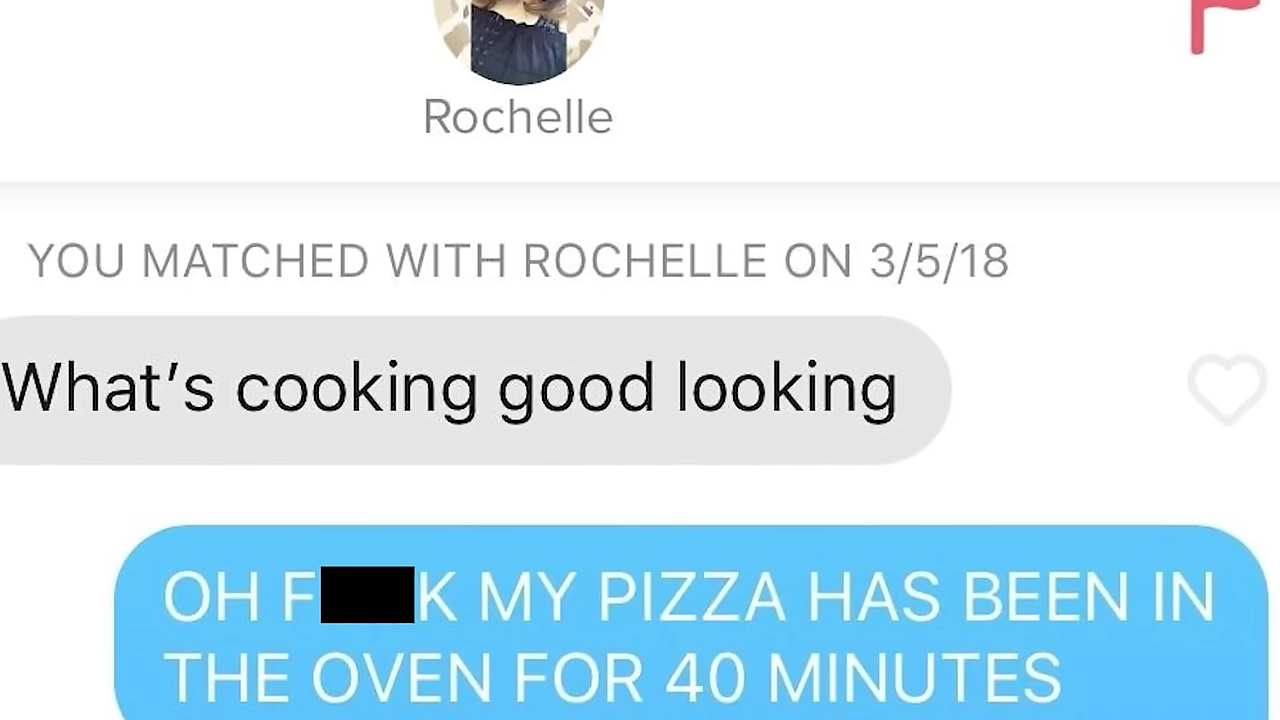 Rochelle
YOU MATCHED WITH ROCHELLE ON 3/5/18
What’s cooking good looking
OH F K MY PIZZA HAS BEEN IN
THE OVEN FOR 40 MINUTES